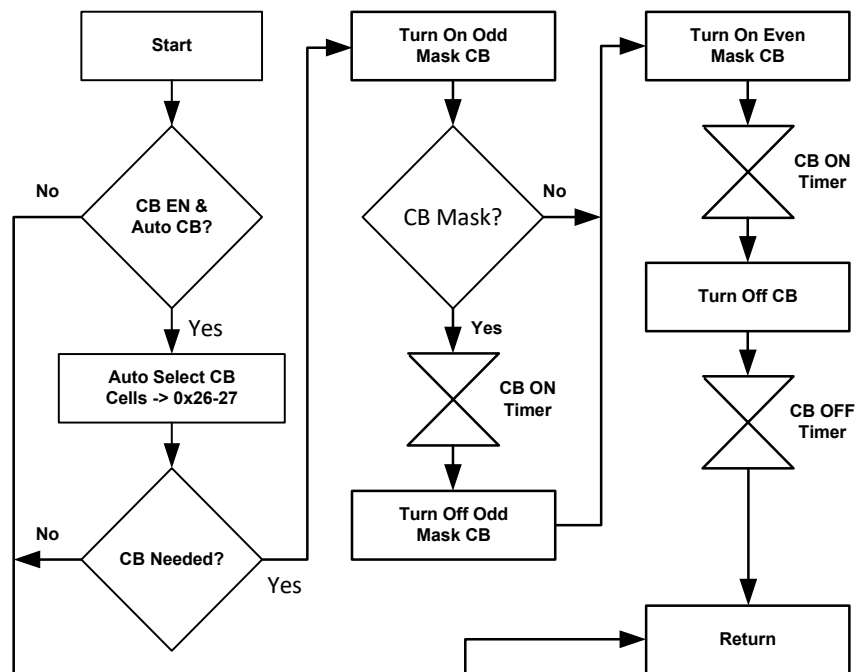 Start
No
CB EN &
Auto CB?
Yes
Auto Select CB
Cells -> 0x26-27
No
CB Needed?
Yes
Turn On Odd
Mask CB
CB Mask?
No
Yes
CB ON
Timer
Turn Off Odd
Mask CB
Turn On Even
Mask CB
CB ON
Timer
Turn Off CB
CB OFF
Timer
Return